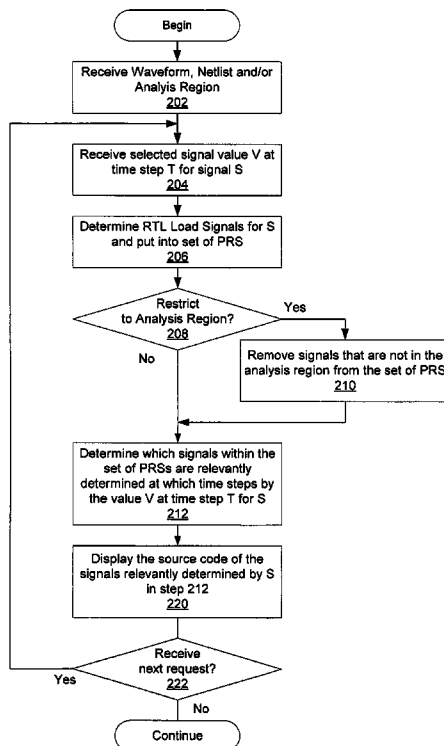 Begin
Receive Waveform, Netlist and/or
Analyis Region
202
Receive selected signal value V at
time step T for signal S
204
Determine RTL Load Signals for S
and put into set of PRS
206
Restrict
to Analysis Region?
208
Yes
No
Remove signals that are not in the
analysis region from the set of PRS
210
Determine which signals within the
set of PRSs are relevantly
determined at which time steps by
the value V at time step T for S
212
Display the source code of the
signals relevantly determined by S
in step 212
220
Receive
next request?
222
Yes
No
Continue